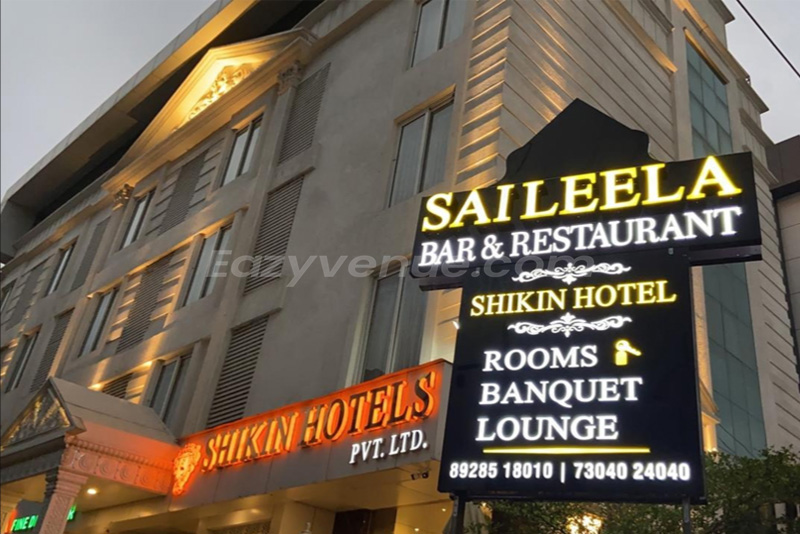 SAI LEELA
BAR & RESTAURANT
SHIKIN HOTEL
ROOMS
BANQUET
LOUNGE
89285 18010 | 73040 24040
SHIKIN HOTELS
PVT. LTD.
FINE
Eazyvenue.com